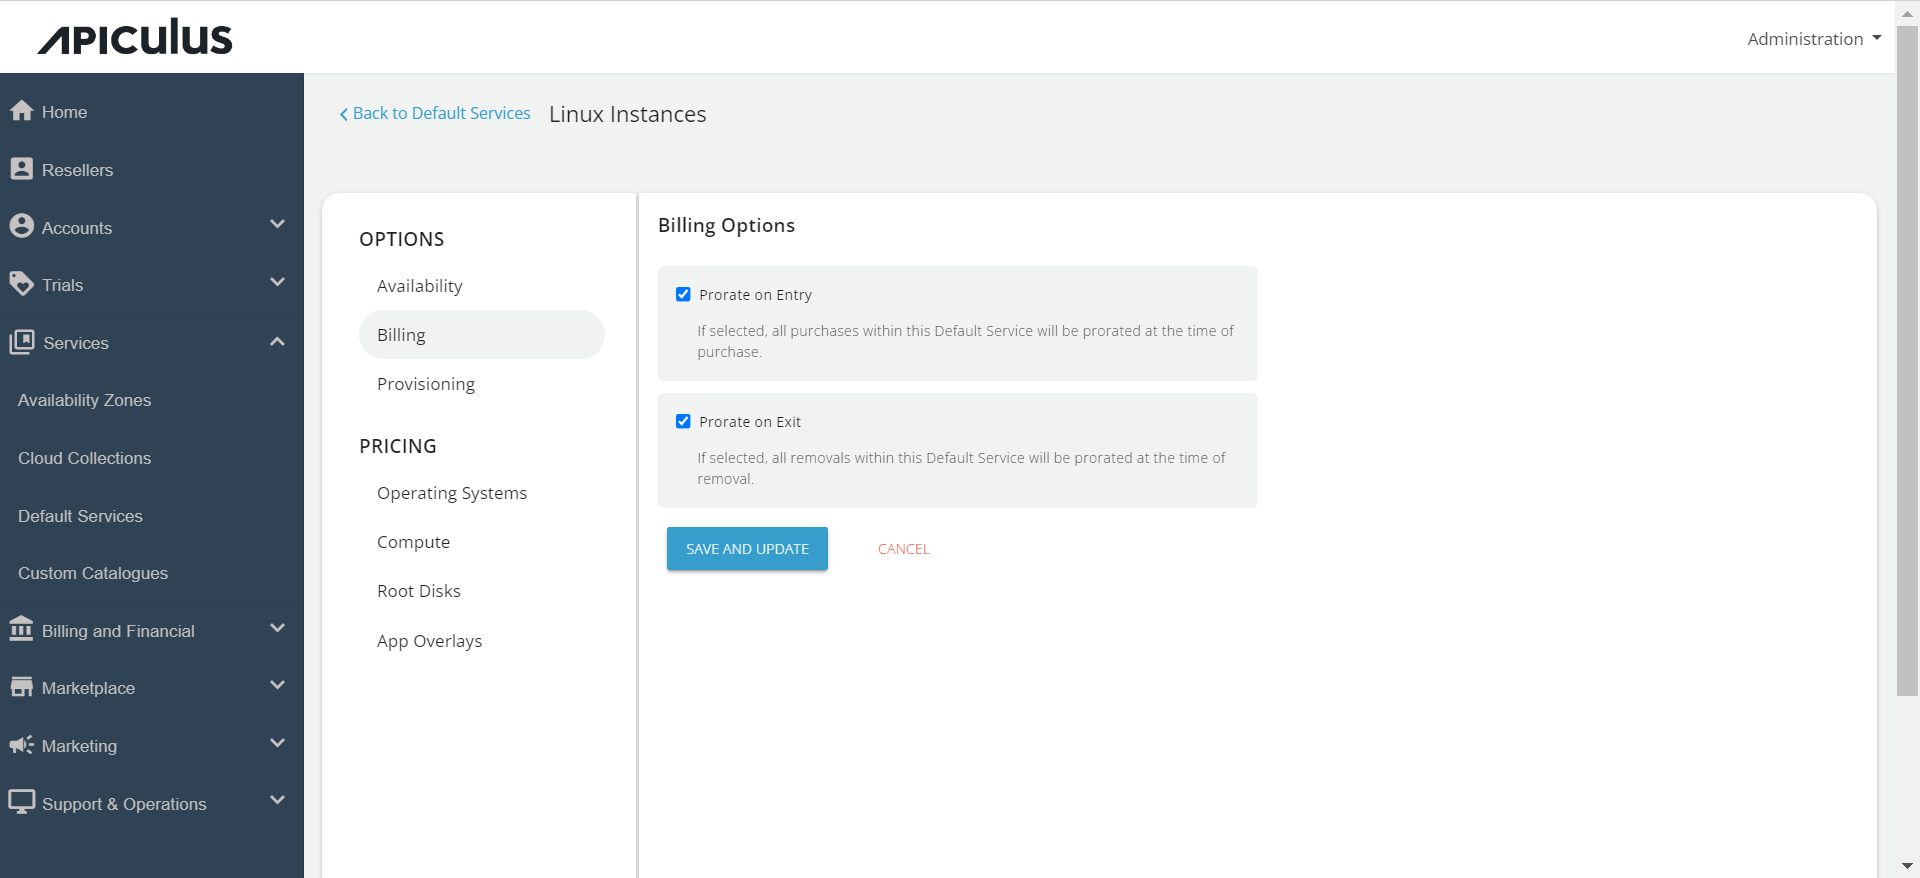 APICULUS
Administration
Home
Resellers
Accounts
Trials
Services
Availability Zones
Cloud Collections
Default Services
Custom Catalogues
Billing and Financial
Marketplace
Marketing
Support & Operations
Back to Default Services Linux Instances
OPTIONS
Availability
Billing
Provisioning
PRICING
Operating Systems
Compute
Root Disks
App Overlays
Billing Options
Prorate on Entry
If selected, all purchases within this Default Service will be prorated at the time of
purchase.
Prorate on Exit
If selected, all removals within this Default Service will be prorated at the time of
removal.
SAVE AND UPDATE CANCEL